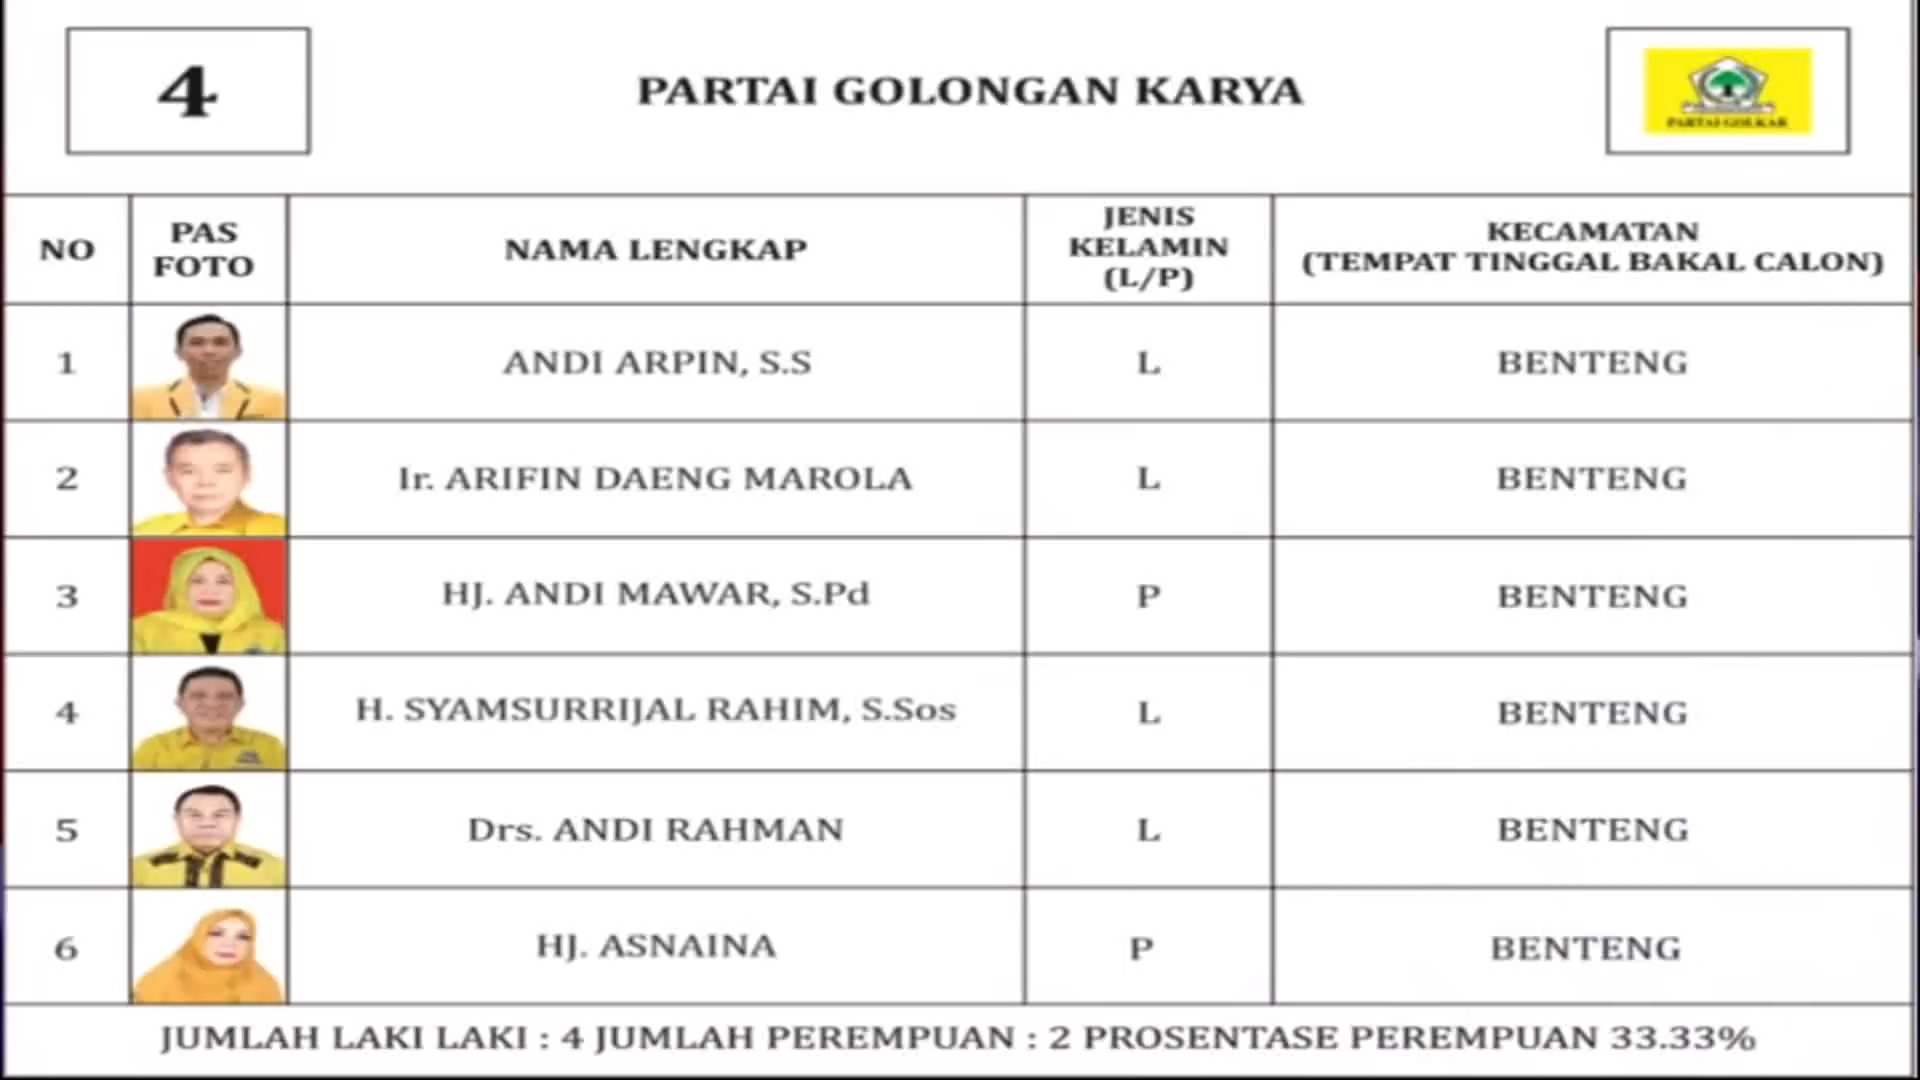 4
PARTAI GOLONGAN KARYA
PARTAI GOLKAR
NO
PAS
FOTO
NAMA LENGKAP
JENIS
KELAMIN
(L/P)
KECAMATAN
(TEMPAT TINGGAL BAKAL CALON)
1 ANDI ARPIN, S.S L BENTENG
2 Ir. ARIFIN DAENG MAROLA L BENTENG
3 HJ. ANDI MAWAR, S.Pd P BENTENG
4 H. SYAMSURRIJAL RAHIM, S.Sos L BENTENG
5 Drs. ANDI RAHMAN L BENTENG
6 HJ. ASNAINA P BENTENG
JUMLAH LAKI LAKI : 4 JUMLAH PEREMPUAN : 2 PROSENTASE PEREMPUAN 33.33%